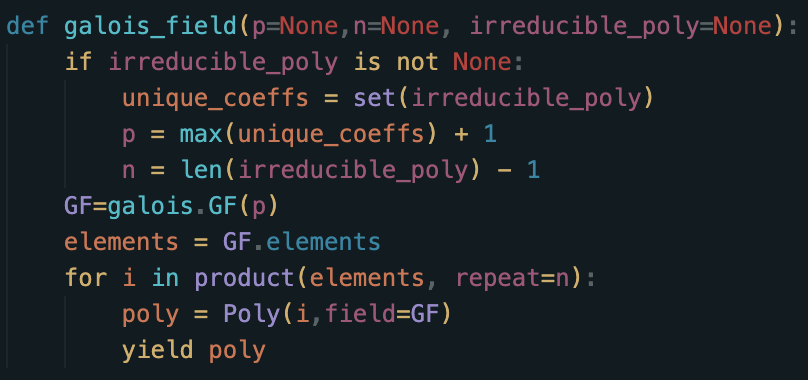 def galois_field(p=None,n=None, irreducible_poly=None):
    if irreducible_poly is not None:
        unique_coeffs = set(irreducible_poly)
        p = max(unique_coeffs) + 1
        n = len(irreducible_poly) - 1
    GF=galois.GF(p)
    elements = GF.elements
    for i in product(elements, repeat=n):
        poly = Poly(i,field=GF)
        yield poly